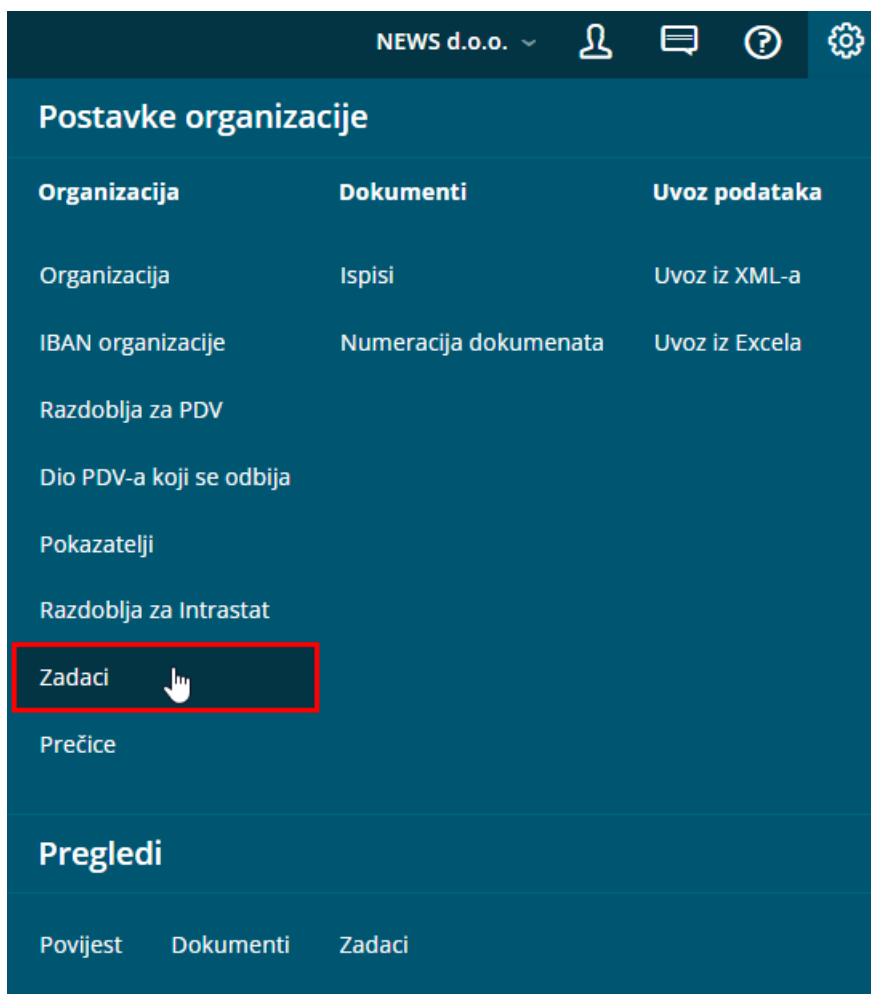 NEWS d.o.o.
Postavke organizacije
Organizacija Dokumenti Uvoz podataka
Organizacija Ispisi Uvoz iz XML-a
IBAN organizacije Numeracija dokumenata Uvoz iz Excela
Razdoblja za PDV
Dio PDV-a koji se odbija
Pokazatelji
Razdoblja za Intrastat
Zadaci
Prečice
Pregledi
Povijest Dokumenti Zadaci